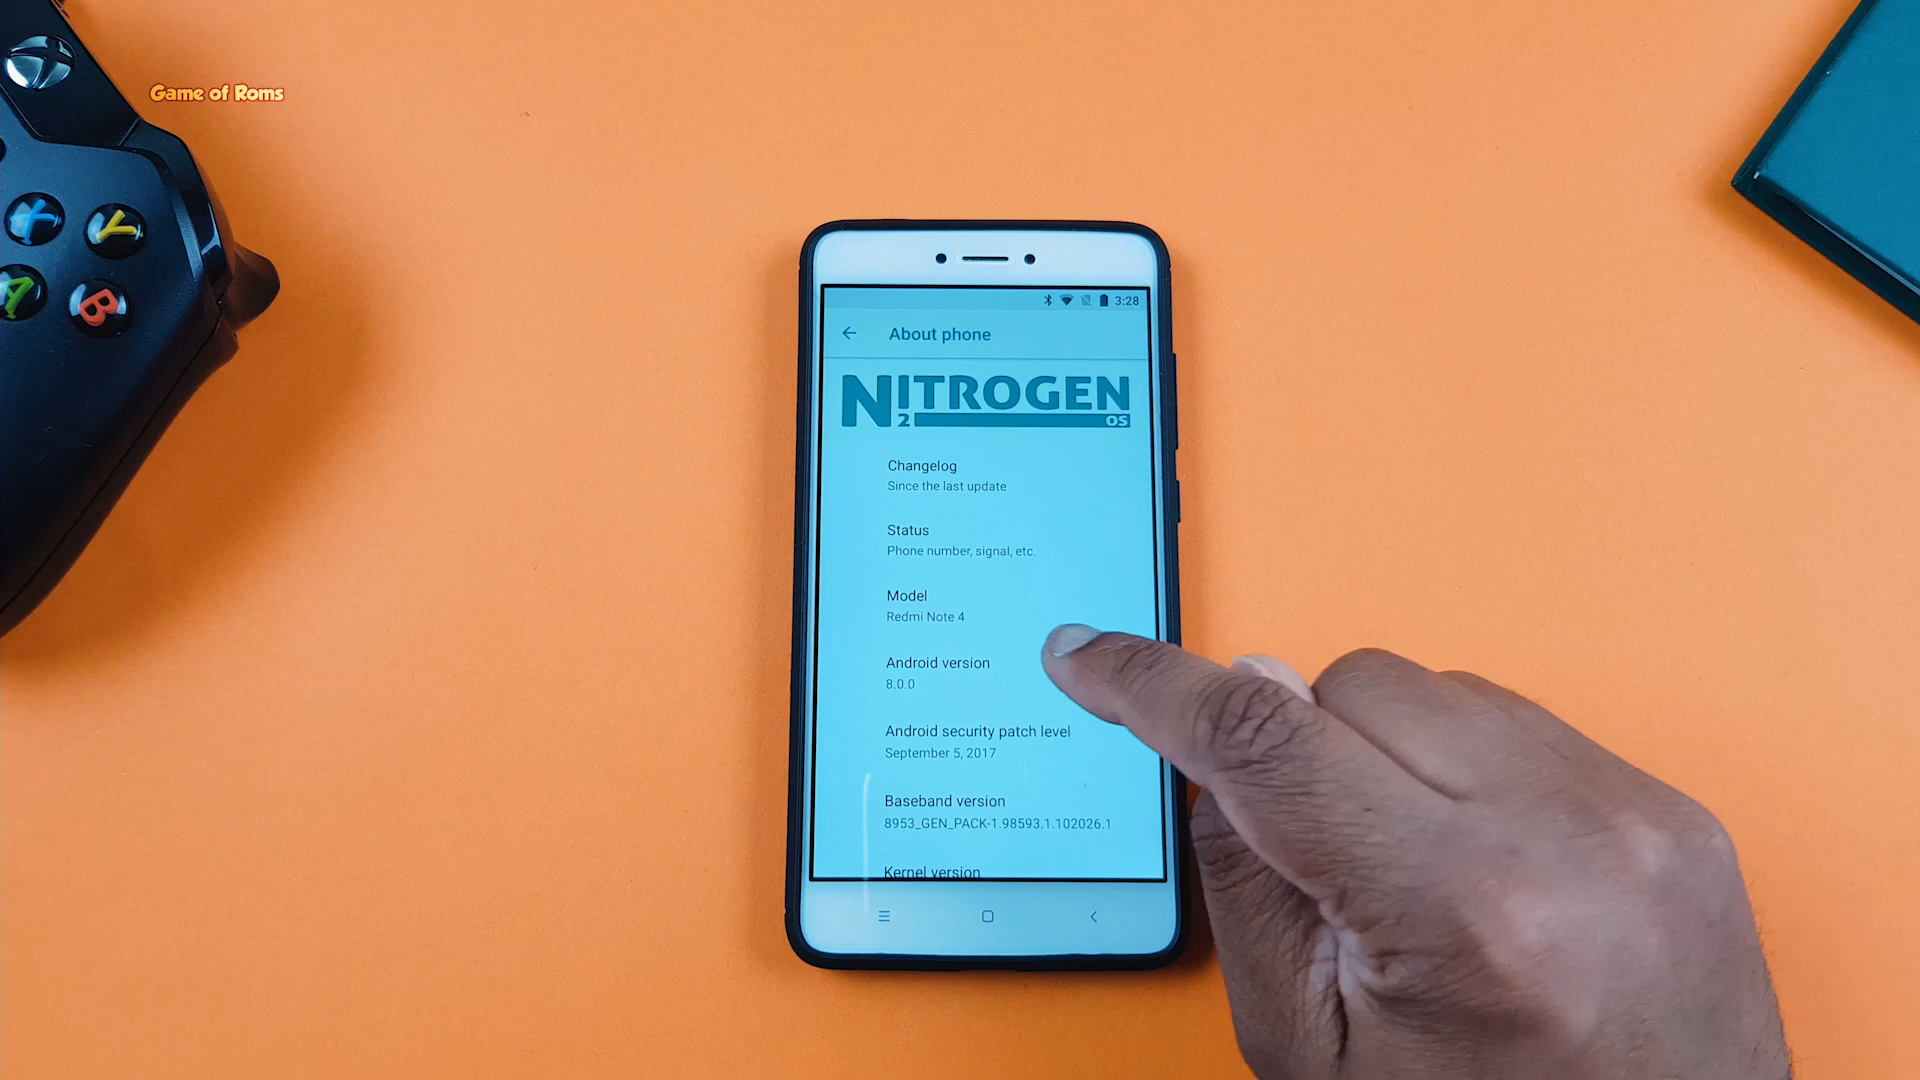 Game of Roms
X
Y
A
B
3:28
About phone
NITROGEN
2
OS
Changelog
Since the last update
Status
Phone number, signal, etc.
Model
Redmi Note 4
Android version
8.0.0
Android security patch level
September 5, 2017
Baseband version
8953_GEN_PACK-1.98593.1.102026.1
Kernel version